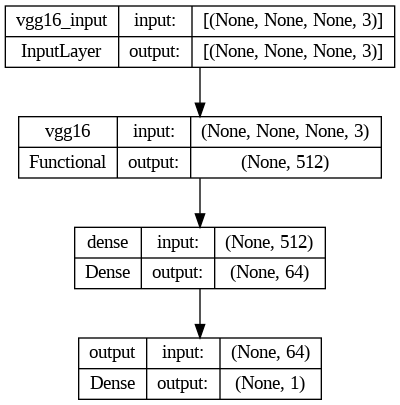 vgg16_input input: [(None, None, None, 3)]
InputLayer output: [(None, None, None, 3)]
vgg16 input: (None, None, None, 3)
Functional output: (None, 512)
dense input: (None, 512)
Dense output: (None, 64)
output input: (None, 64)
Dense output: (None, 1)